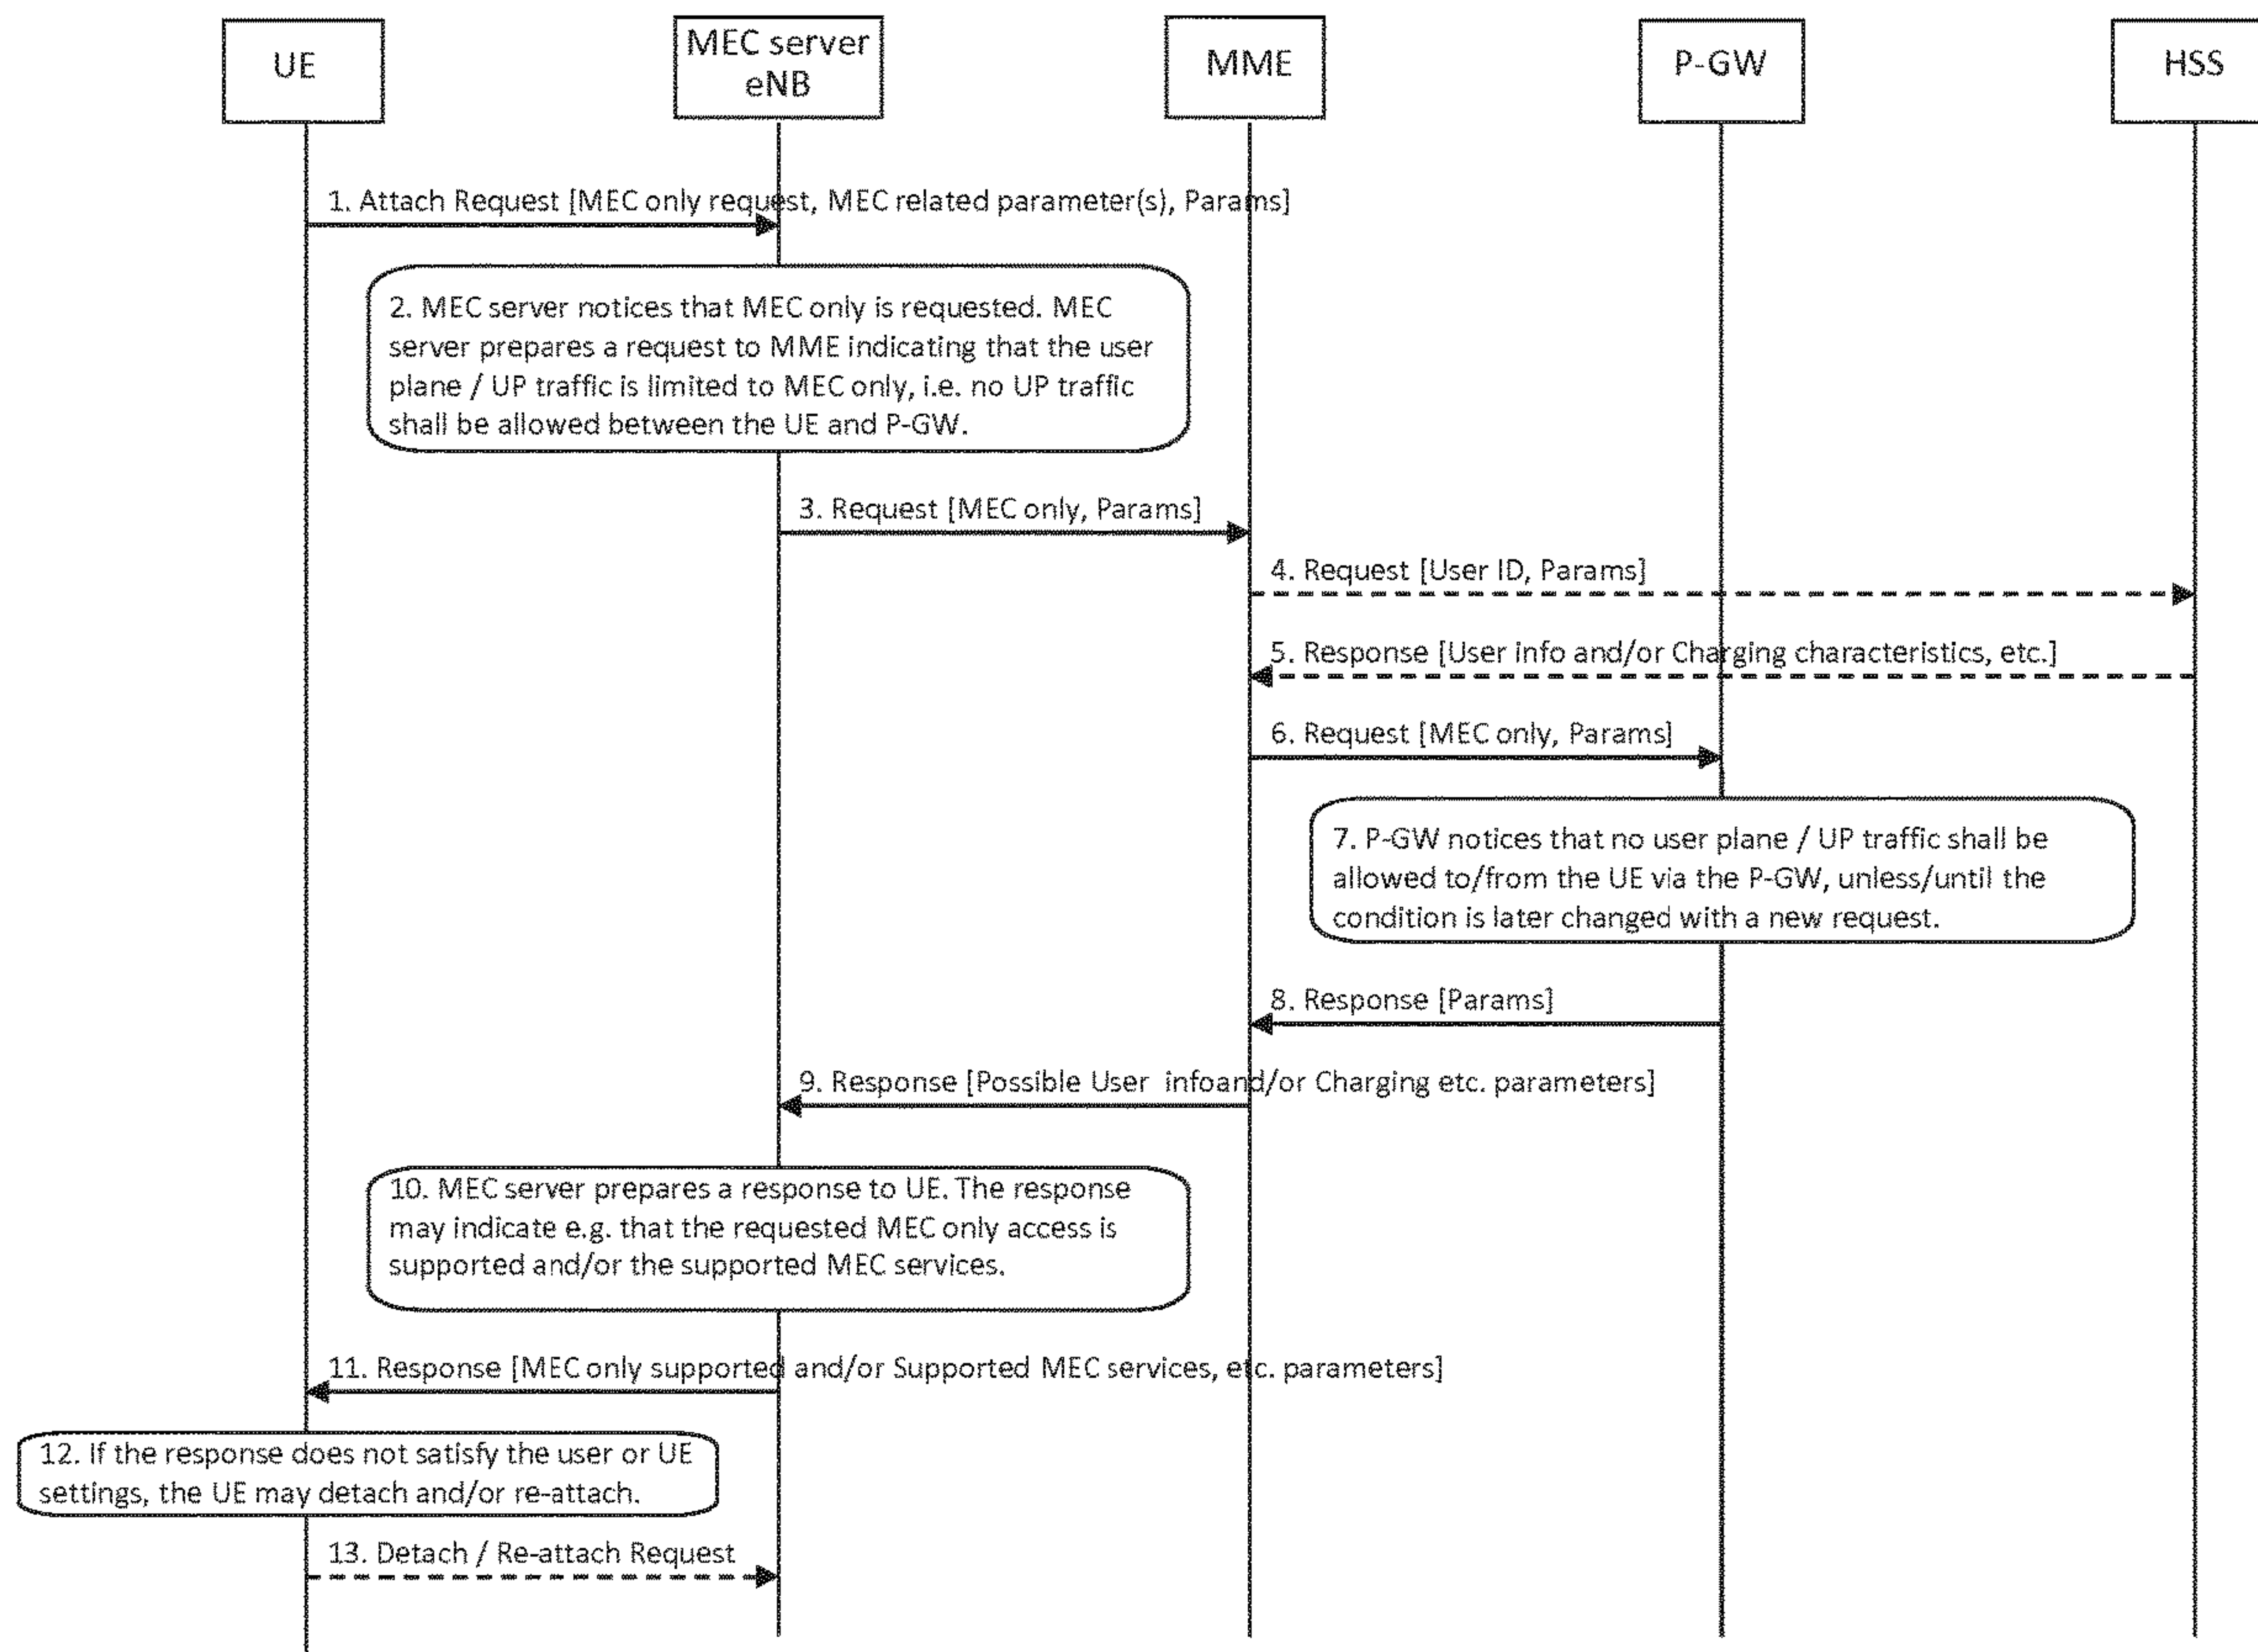 UE
MEC server
eNB
MME
P-GW
HSS
1. Attach Request [MEC only request, MEC related parameter(s), Params]
2. MEC server notices that MEC only is requested. MEC
server prepares a request to MME indicating that the user
plane / UP traffic is limited to MEC only, i.e. no UP traffic
shall be allowed between the UE and P-GW.
3. Request [MEC only, Params]
4. Request [User ID, Params]
5. Response [User info and/or Charging characteristics, etc.]
6. Request [MEC only, Params]
7. P-GW notices that no user plane / UP traffic shall be
allowed to/from the UE via the P-GW, unless/until the
condition is later changed with a new request.
8. Response [Params]
9. Response [Possible User infoand/or Charging etc. parameters]
10. MEC server prepares a response to UE. The response
may indicate e.g. that the requested MEC only access is
supported and/or the supported MEC services.
11. Response [MEC only supported and/or Supported MEC services, etc. parameters]
12. If the response does not satisfy the user or UE
settings, the UE may detach and/or re-attach.
13. Detach / Re-attach Request